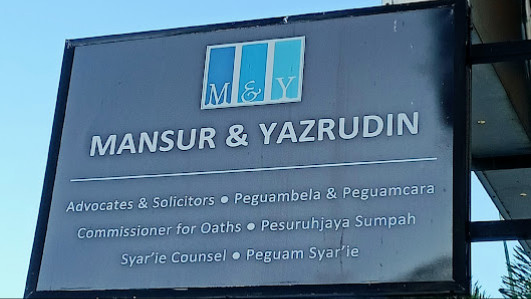 M & Y
MANSUR & YAZRUDIN
Advocates & Solicitors ● Peguambela & Peguamcara
Commissioner for Oaths ● Pesuruhjaya Sumpah
Syar’ie Counsel ● Peguam Syar’ie